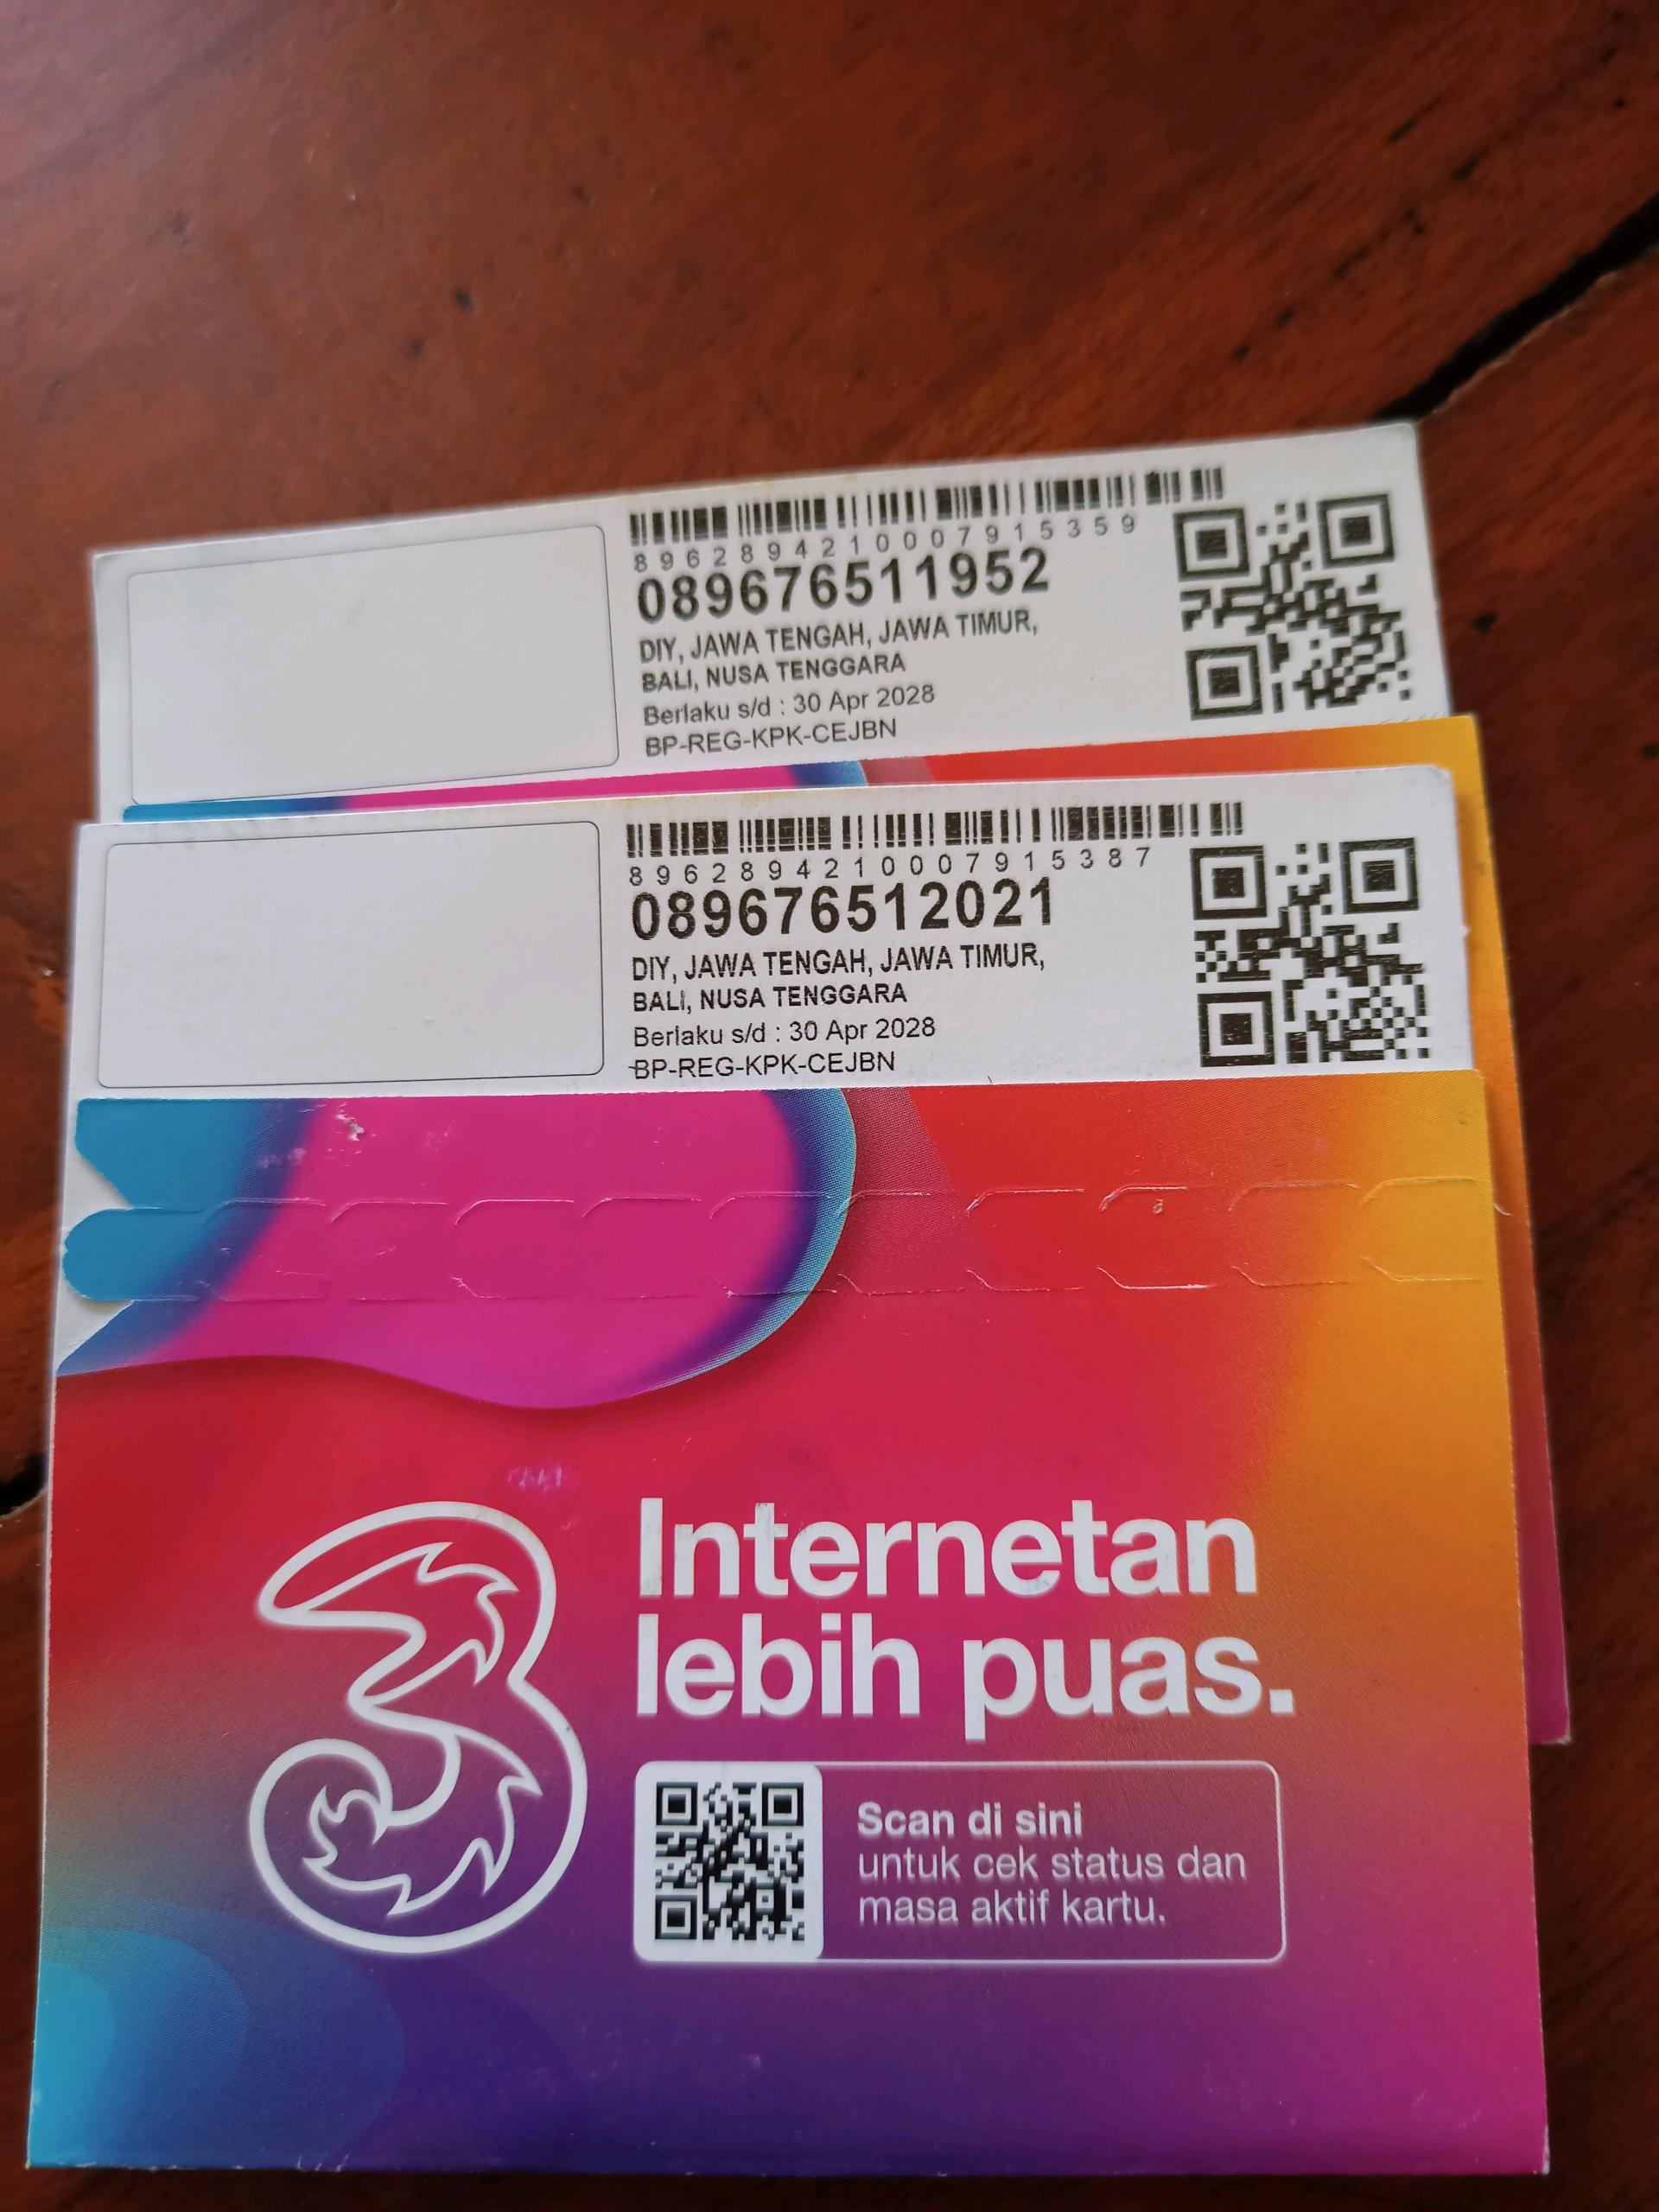 8962894210007915359
089676511952
DIY, JAWA TENGAH, JAWA TIMUR,
BALI, NUSA TENGGARA
Berlaku s/d : 30 Apr 2028
BP-REG-KPK-CEJBN
8962894210007915387
089676512021
DIY, JAWA TENGAH, JAWA TIMUR,
BALI, NUSA TENGGARA
Berlaku s/d : 30 Apr 2028
BP-REG-KPK-CEJBN
3
Internetan
lebih puas.
Scan di sini
untuk cek status dan
masa aktif kartu.